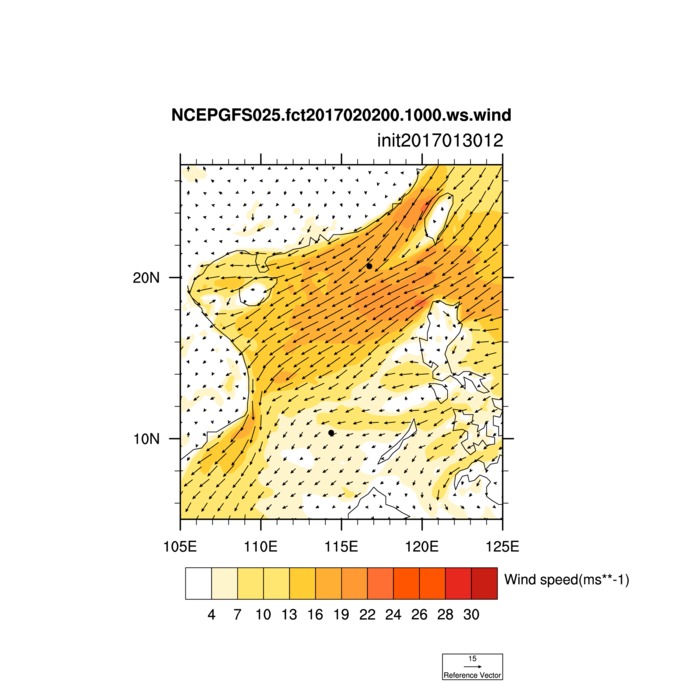 NCEPGFS025.fct2017020200.1000.ws.wind
init2017013012
20N
10N
105E 110E 115E 120E 125E
Wind speed(ms**-1)
4 7 10 13 16 19 22 24 26 28 30
15
Reference Vector